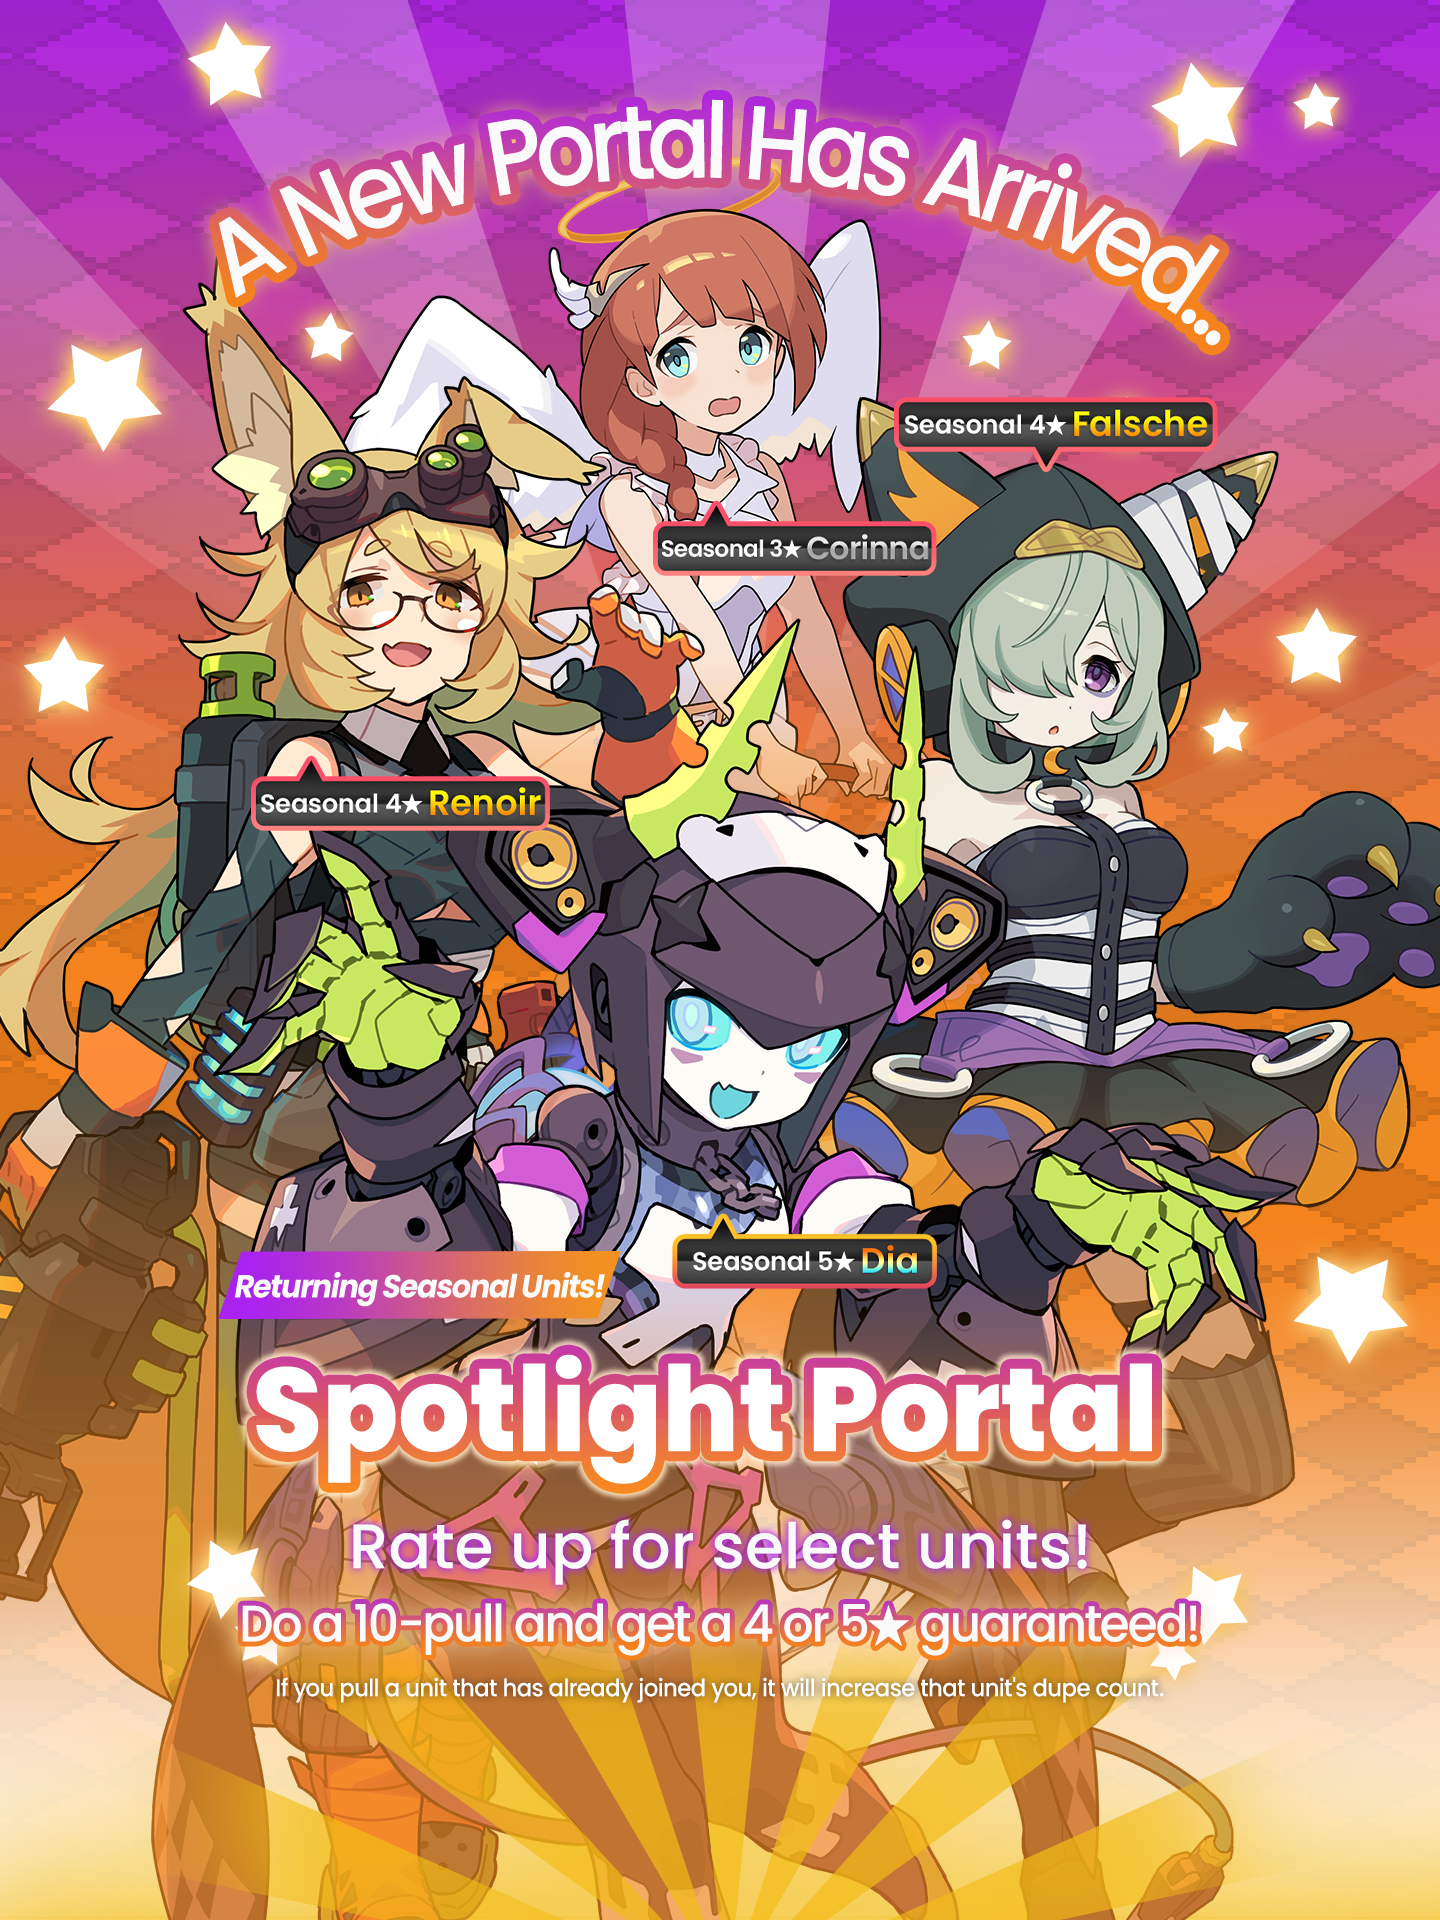 A New Portal Has Arrived...
Seasonal 4★ Falsche
Seasonal 3★ Corinna
Seasonal 4★ Renoir
Seasonal 5★ Dia
Returning Seasonal Units!
Spotlight Portal
Rate up for select units!
Do a 10-pull and get a 4 or 5★ guaranteed!
If you pull a unit that has already joined you, it will increase that unit's dupe count.